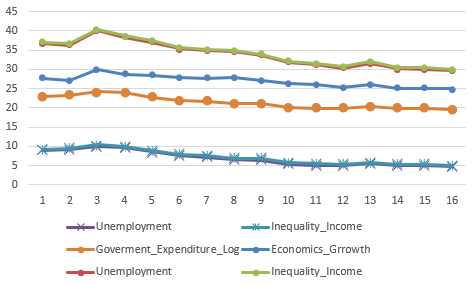 45
40
35
30
25
20
15
10
5
0
1 2 3 4 5 6 7 8 9 10 11 12 13 14 15 16
Unemployment Inequality_Income
Goverment_Expenditure_Log Economics_Grrowth
Unemployment Inequality_Income